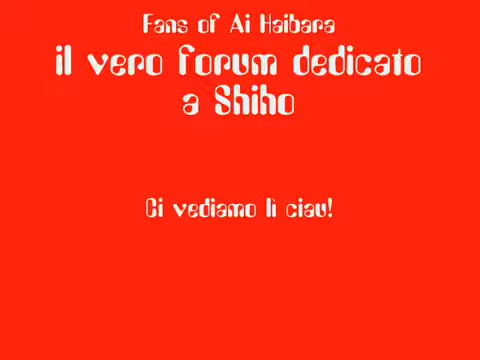 Fans of Ai Haibara
il vero forum dedicato
a Shiho
Ci vediamo lì ciau!